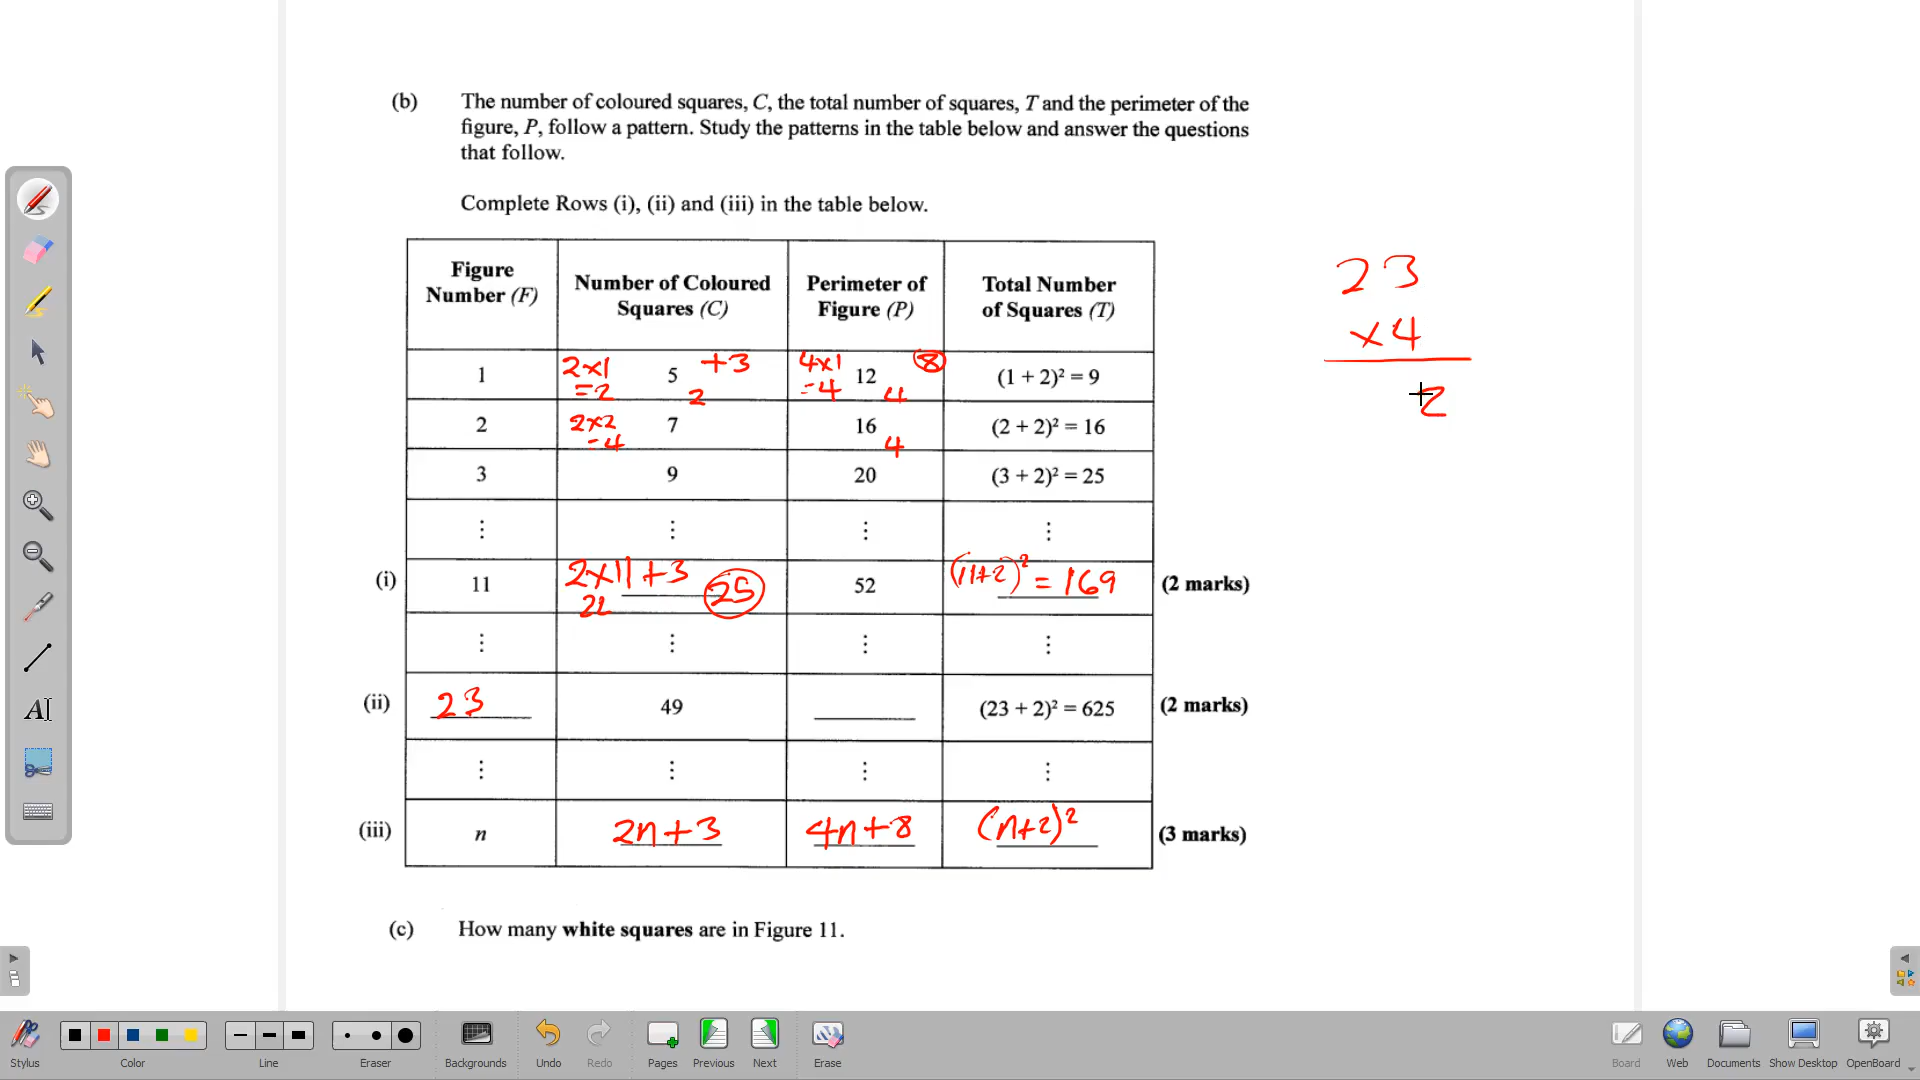 (b) The number of coloured squares, C, the total number of squares, T and the perimeter of the
figure, P, follow a pattern. Study the patterns in the table below and answer the questions
that follow.
Complete Rows (i), (ii) and (iii) in the table below.
Figure Number (F)
Number of Coloured Squares (C)
Perimeter of Figure (P)
Total Number of Squares (T)
1 2×1 =2 5 +3 2 4×1 =4 12 8 4 (1 + 2)² = 9
2 2×2 =4 7 16 4 (2 + 2)² = 16
3 9 20 (3 + 2)² = 25
⋮ ⋮ ⋮ ⋮
(i) 11 2×11+3 22 25 52 (11+2)² = 169 (2 marks)
⋮ ⋮ ⋮ ⋮
(ii) 23 49 (23 + 2)² = 625 (2 marks)
⋮ ⋮ ⋮ ⋮
(iii) n 2n+3 4n+8 (n+2)² (3 marks)
(c) How many white squares are in Figure 11.
23
×4
2
AI
Stylus Color Line Eraser Backgrounds Undo Redo Pages Previous Next Erase Board Web Documents Show Desktop OpenBoard